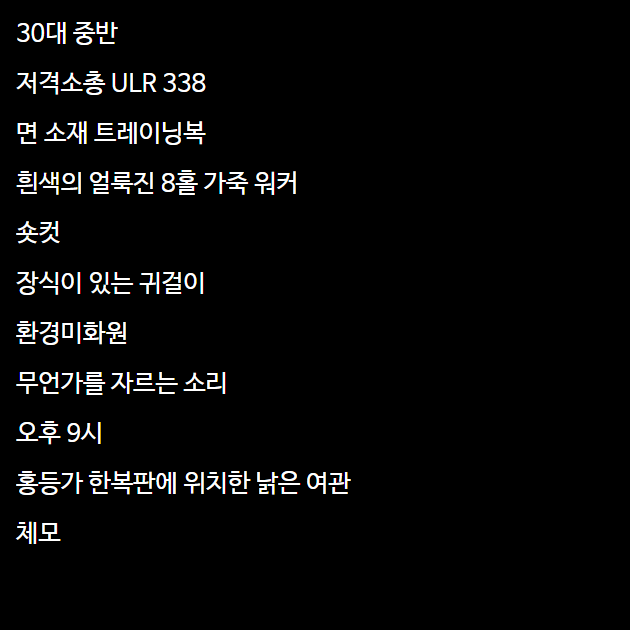 30대 중반
저격소총 ULR 338
면 소재 트레이닝복
흰색의 얼룩진 8홀 가죽 워커
숏컷
장식이 있는 귀걸이
환경미화원
무언가를 자르는 소리
오후 9시
홍등가 한복판에 위치한 낡은 여관
체모